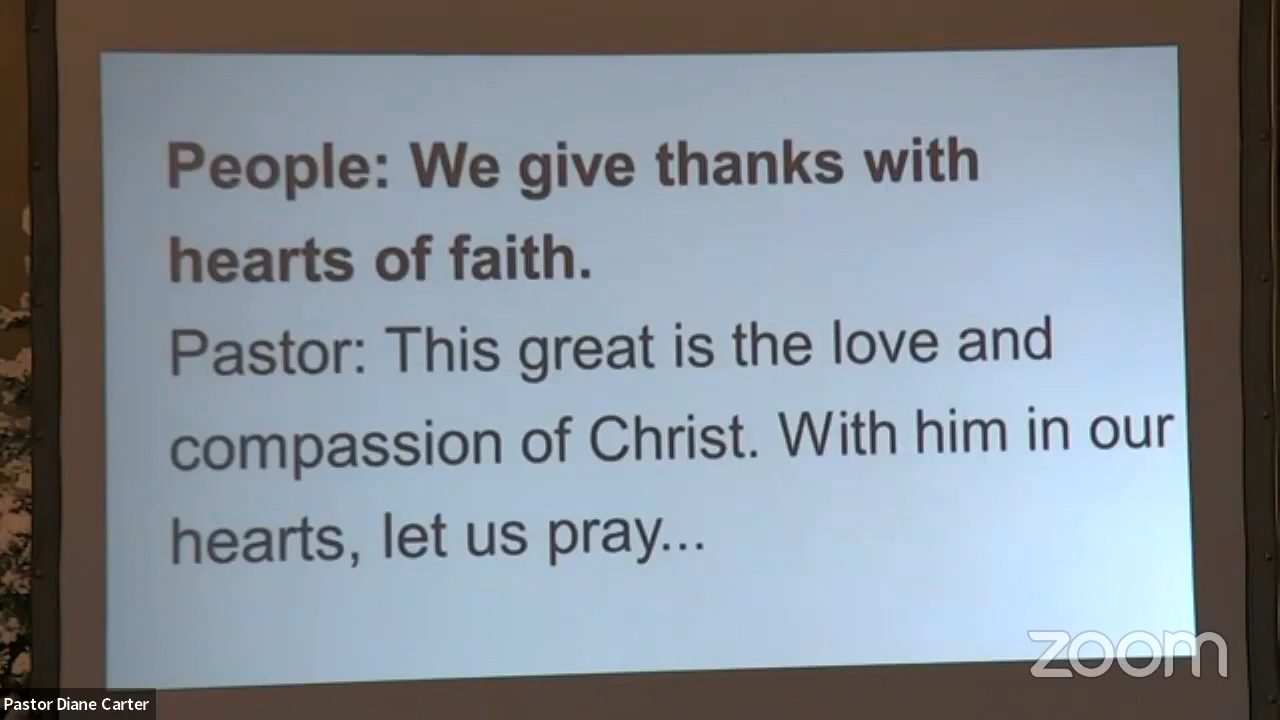 People: We give thanks with
hearts of faith.
Pastor: This great is the love and
compassion of Christ. With him in our
hearts, let us pray...
zoom
Pastor Diane Carter